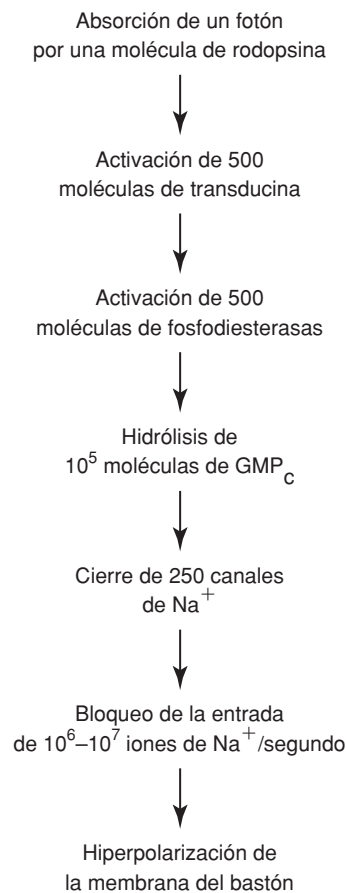 Absorción de un fotón
por una molécula de rodopsina
Activación de 500
moléculas de transducina
Activación de 500
moléculas de fosfodiesterasas
Hidrólisis de
10⁵ moléculas de GMPc
Cierre de 250 canales
de Na⁺
Bloqueo de la entrada
de 10⁶–10⁷ iones de Na⁺/segundo
Hiperpolarización de
la membrana del bastón